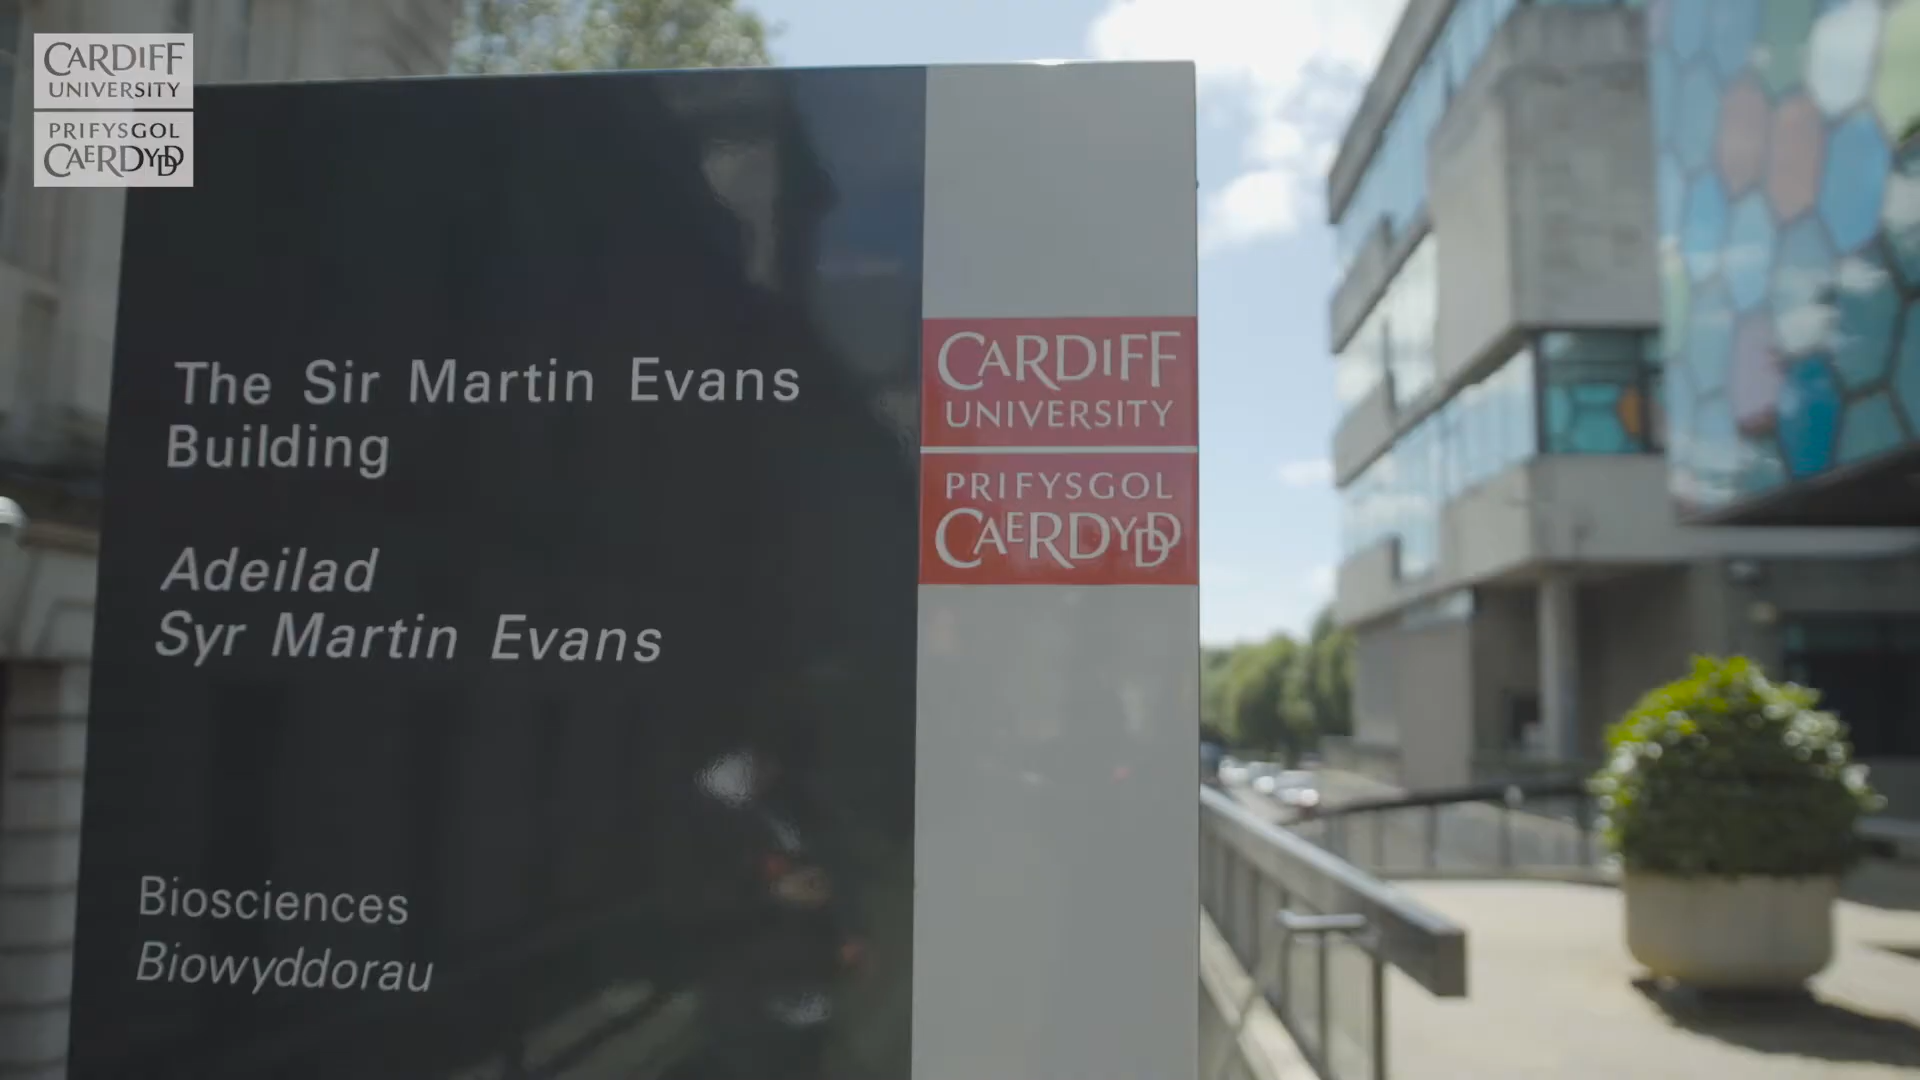 CARDIFF
UNIVERSITY
PRIFYSGOL
CAERDYDD
The Sir Martin Evans
Building
Adeilad
Syr Martin Evans
Biosciences
Biowyddorau
CARDIFF
UNIVERSITY
PRIFYSGOL
CAERDYDD